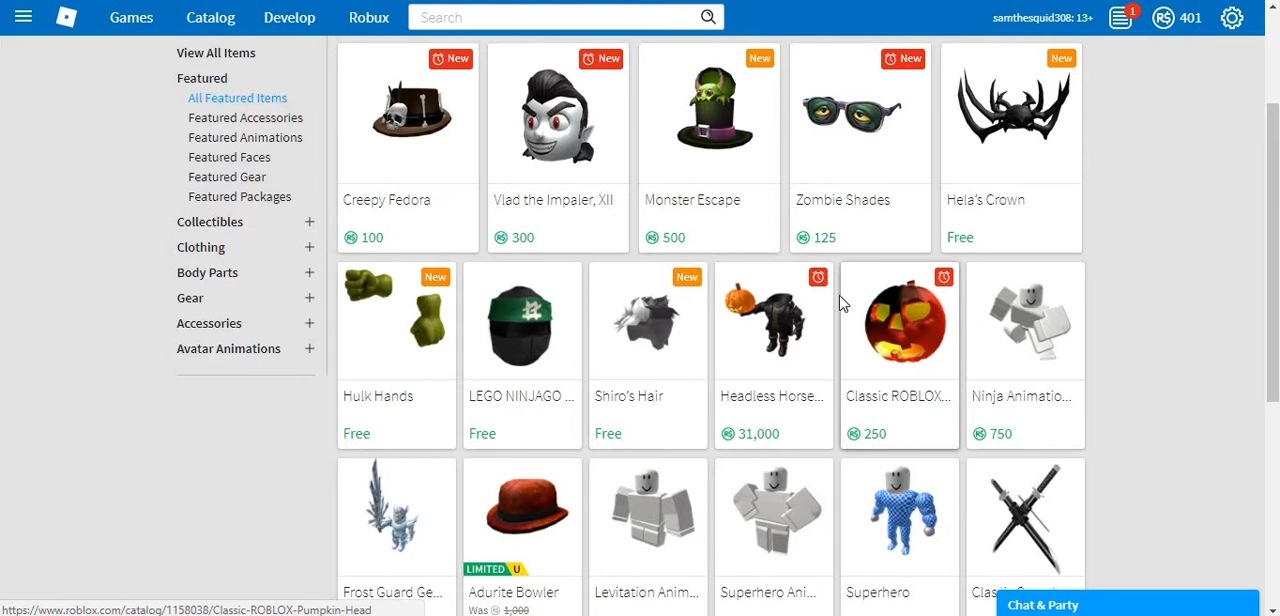 Games Catalog Develop Robux Search samthesquid308: 13+ 1 R$ 401
View All Items
Featured
All Featured Items
Featured Accessories
Featured Animations
Featured Faces
Featured Gear
Featured Packages
Collectibles +
Clothing +
Body Parts +
Gear +
Accessories +
Avatar Animations +
New New New New New
Creepy Fedora Vlad the Impaler, XII Monster Escape Zombie Shades Hela's Crown
R$ 100 R$ 300 R$ 500 R$ 125 Free
New New
Hulk Hands LEGO NINJAGO ... Shiro's Hair Headless Horse... Classic ROBLOX... Ninja Animatio...
Free Free Free R$ 31,000 R$ 250 R$ 750
LIMITED U
Frost Guard Ge... Adurite Bowler Levitation Anim... Superhero Ani... Superhero
Was R$ 1,000
Chat & Party
https://www.roblox.com/catalog/1158038/Classic-ROBLOX-Pumpkin-Head